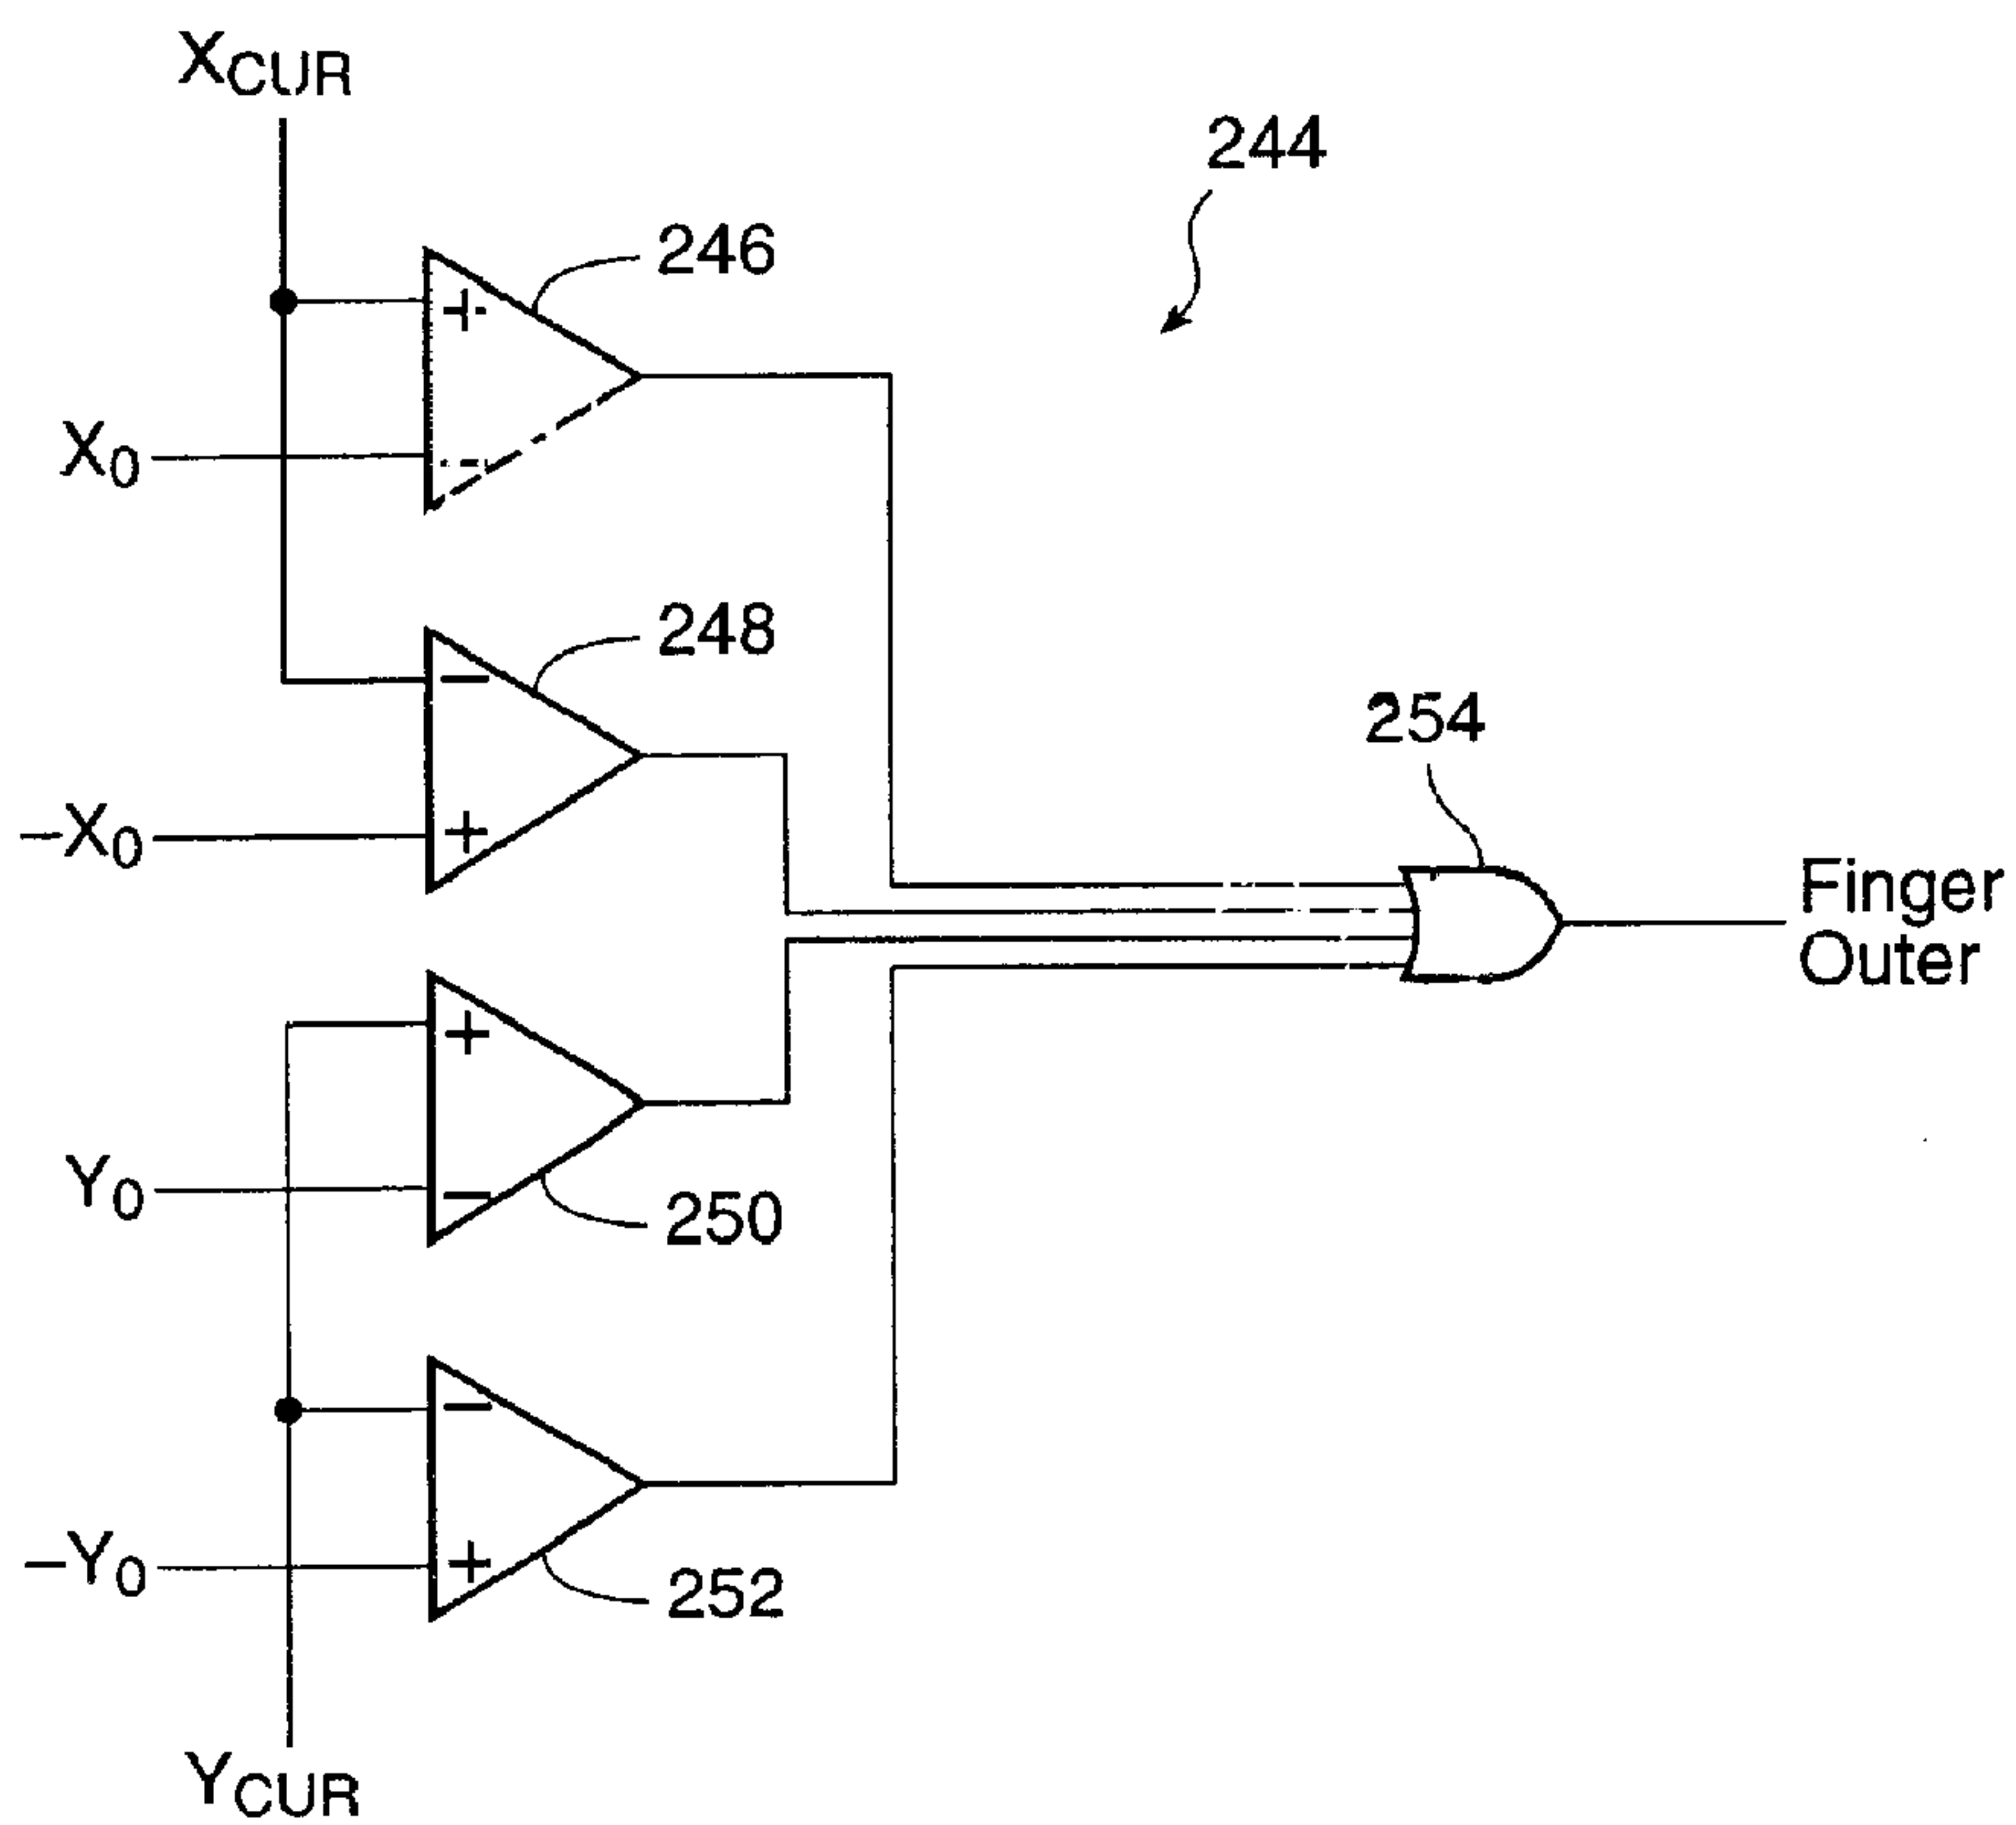 XCUR
244
246
X0
248
–X0
254
Finger
Outer
Y0
250
–Y0
252
YCUR